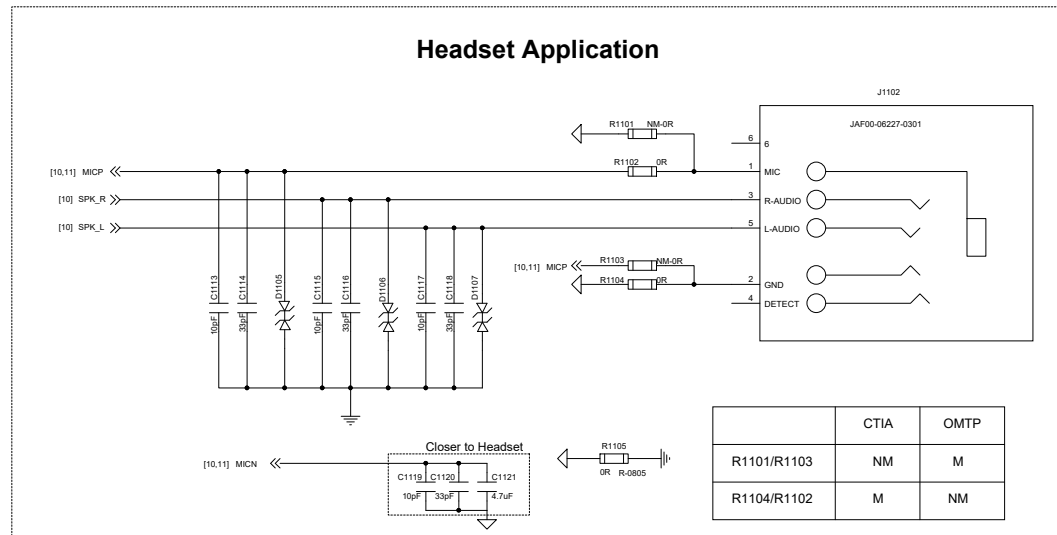 Headset Application
J1102
JAF00-06227-0301
R1101 NM-0R
6 6
[10,11] MICP
R1102 0R
1 MIC
[10] SPK_R
3 R-AUDIO
[10] SPK_L
5 L-AUDIO
[10,11] MICP
R1103 NM-0R
R1104 0R
2 GND
4 DETECT
C1113
10pF
C1114
33pF
D1105
C1115
10pF
C1116
33pF
D1106
C1117
10pF
C1118
33pF
D1107
Closer to Headset
[10,11] MICN
C1119 C1120 C1121
10pF 33pF 4.7uF
R1105
0R R-0805
CTIA OMTP
R1101/R1103 NM M
R1104/R1102 M NM